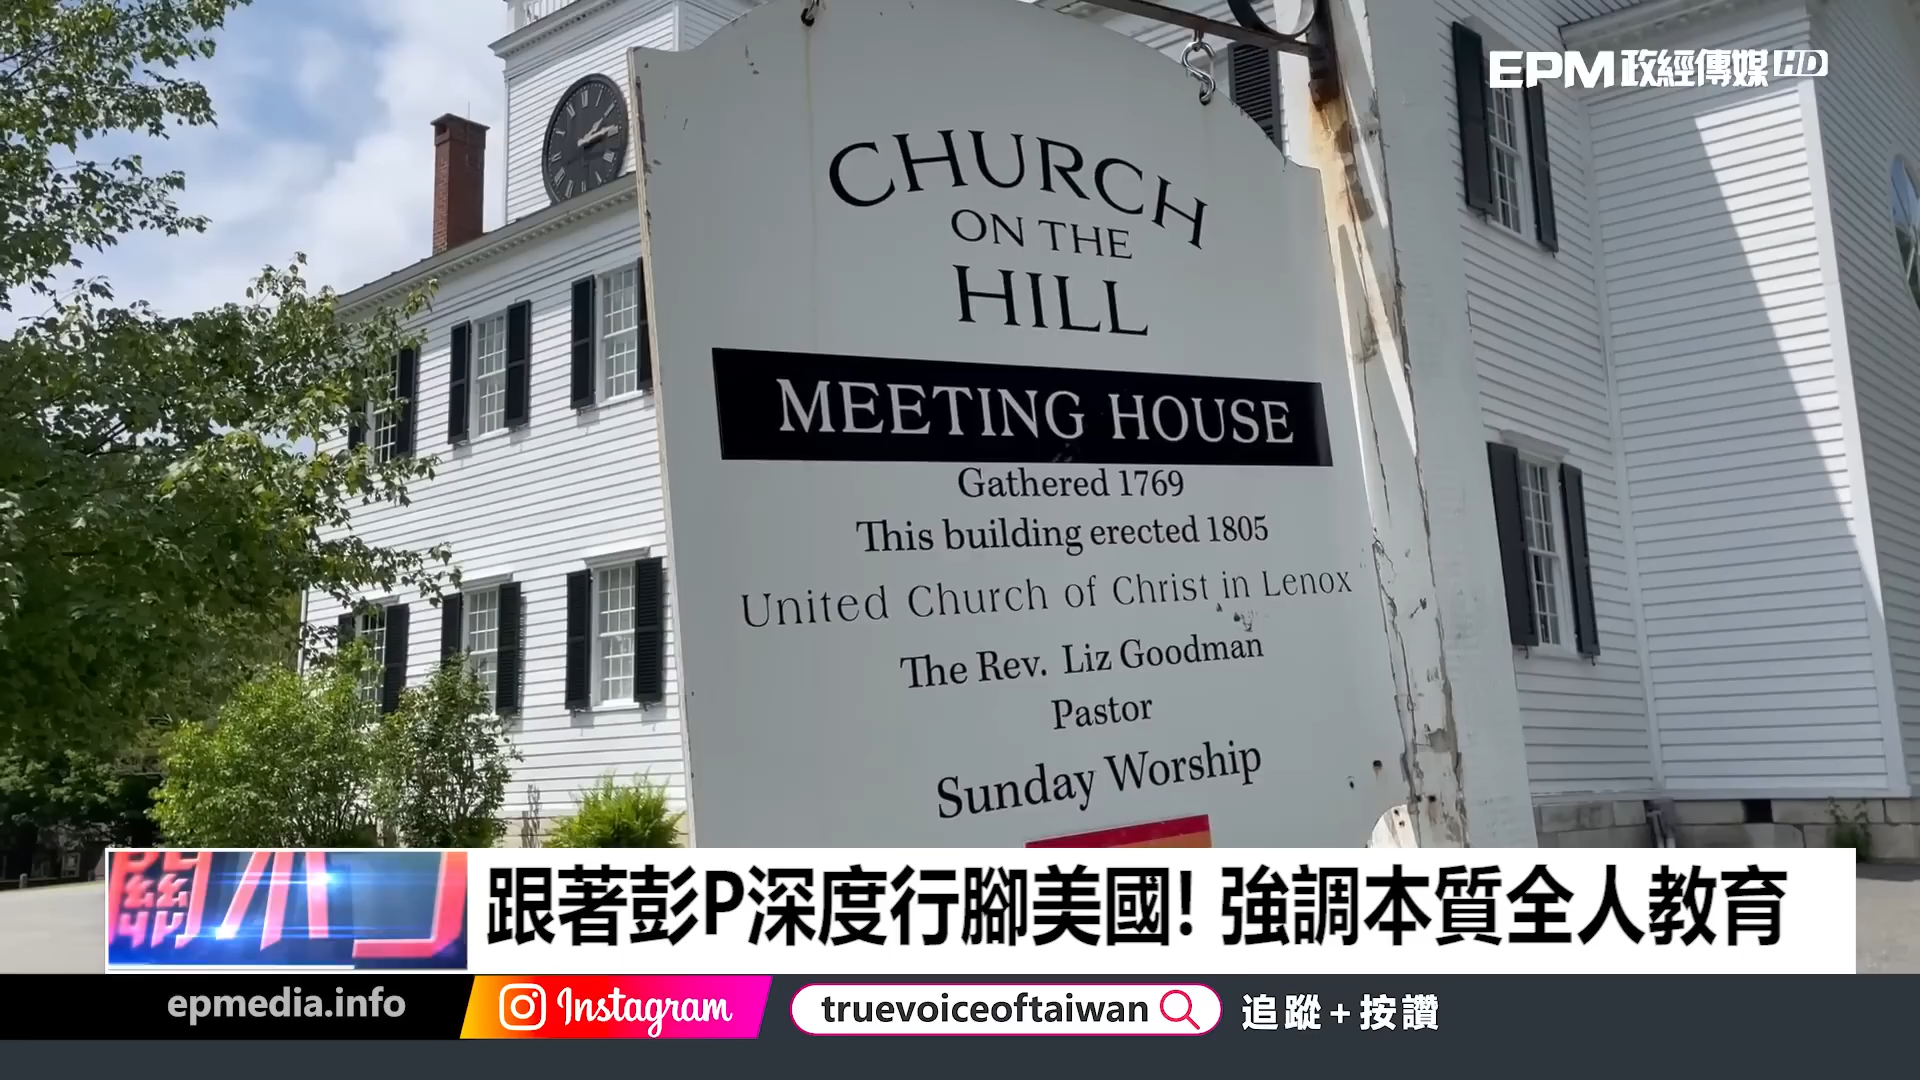 EPM政經傳媒HD
CHURCH
ON THE
HILL
MEETING HOUSE
Gathered 1769
This building erected 1805
United Church of Christ in Lenox
The Rev. Liz Goodman
Pastor
Sunday Worship
關不了
跟著彭P深度行腳美國! 強調本質全人教育
epmedia.info
Instagram
truevoiceoftaiwan
追蹤+按讚